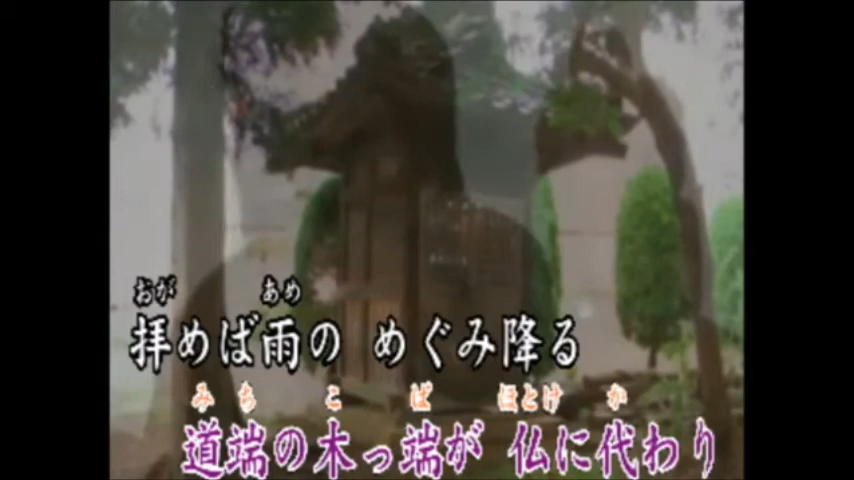 おが あめ
拝めば雨の めぐみ降る
みち こ ば ほとけ か
道端の木っ端が 仏に代わり